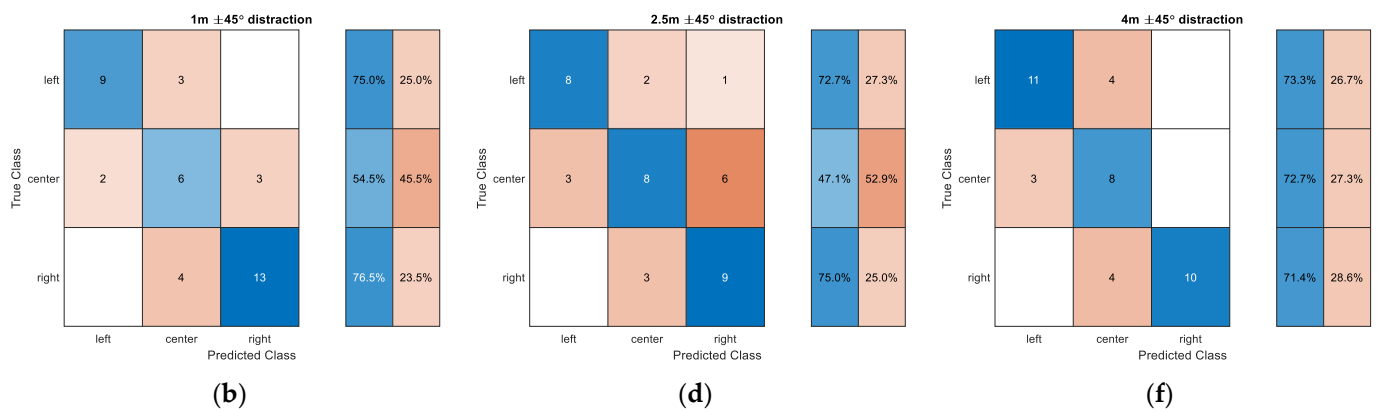 1m ±45° distraction
left 9 3 75.0% 25.0%
center 2 6 3 54.5% 45.5%
right 4 13 76.5% 23.5%
left center right
Predicted Class
True Class
(b)
2.5m ±45° distraction
left 8 2 1 72.7% 27.3%
center 3 8 6 47.1% 52.9%
right 3 9 75.0% 25.0%
left center right
Predicted Class
True Class
(d)
4m ±45° distraction
left 11 4 73.3% 26.7%
center 3 8 72.7% 27.3%
right 4 10 71.4% 28.6%
left center right
Predicted Class
True Class
(f)